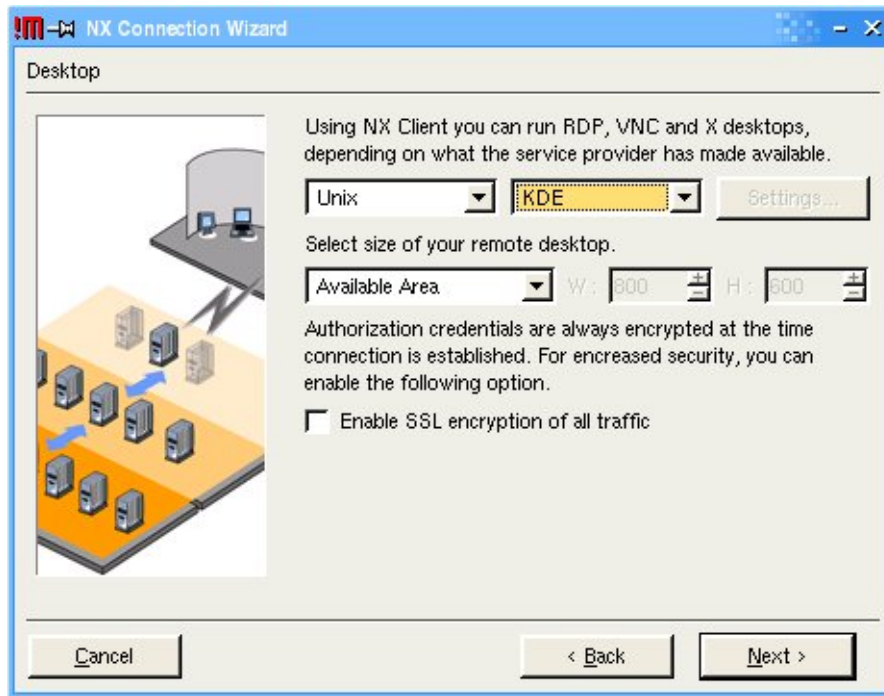 !M NX Connection Wizard
Desktop
Using NX Client you can run RDP, VNC and X desktops,
depending on what the service provider has made available.
Unix KDE Settings...
Select size of your remote desktop.
Available Area W: 800 H: 600
Authorization credentials are always encrypted at the time
connection is established. For encreased security, you can
enable the following option.
Enable SSL encryption of all traffic
Cancel < Back Next >